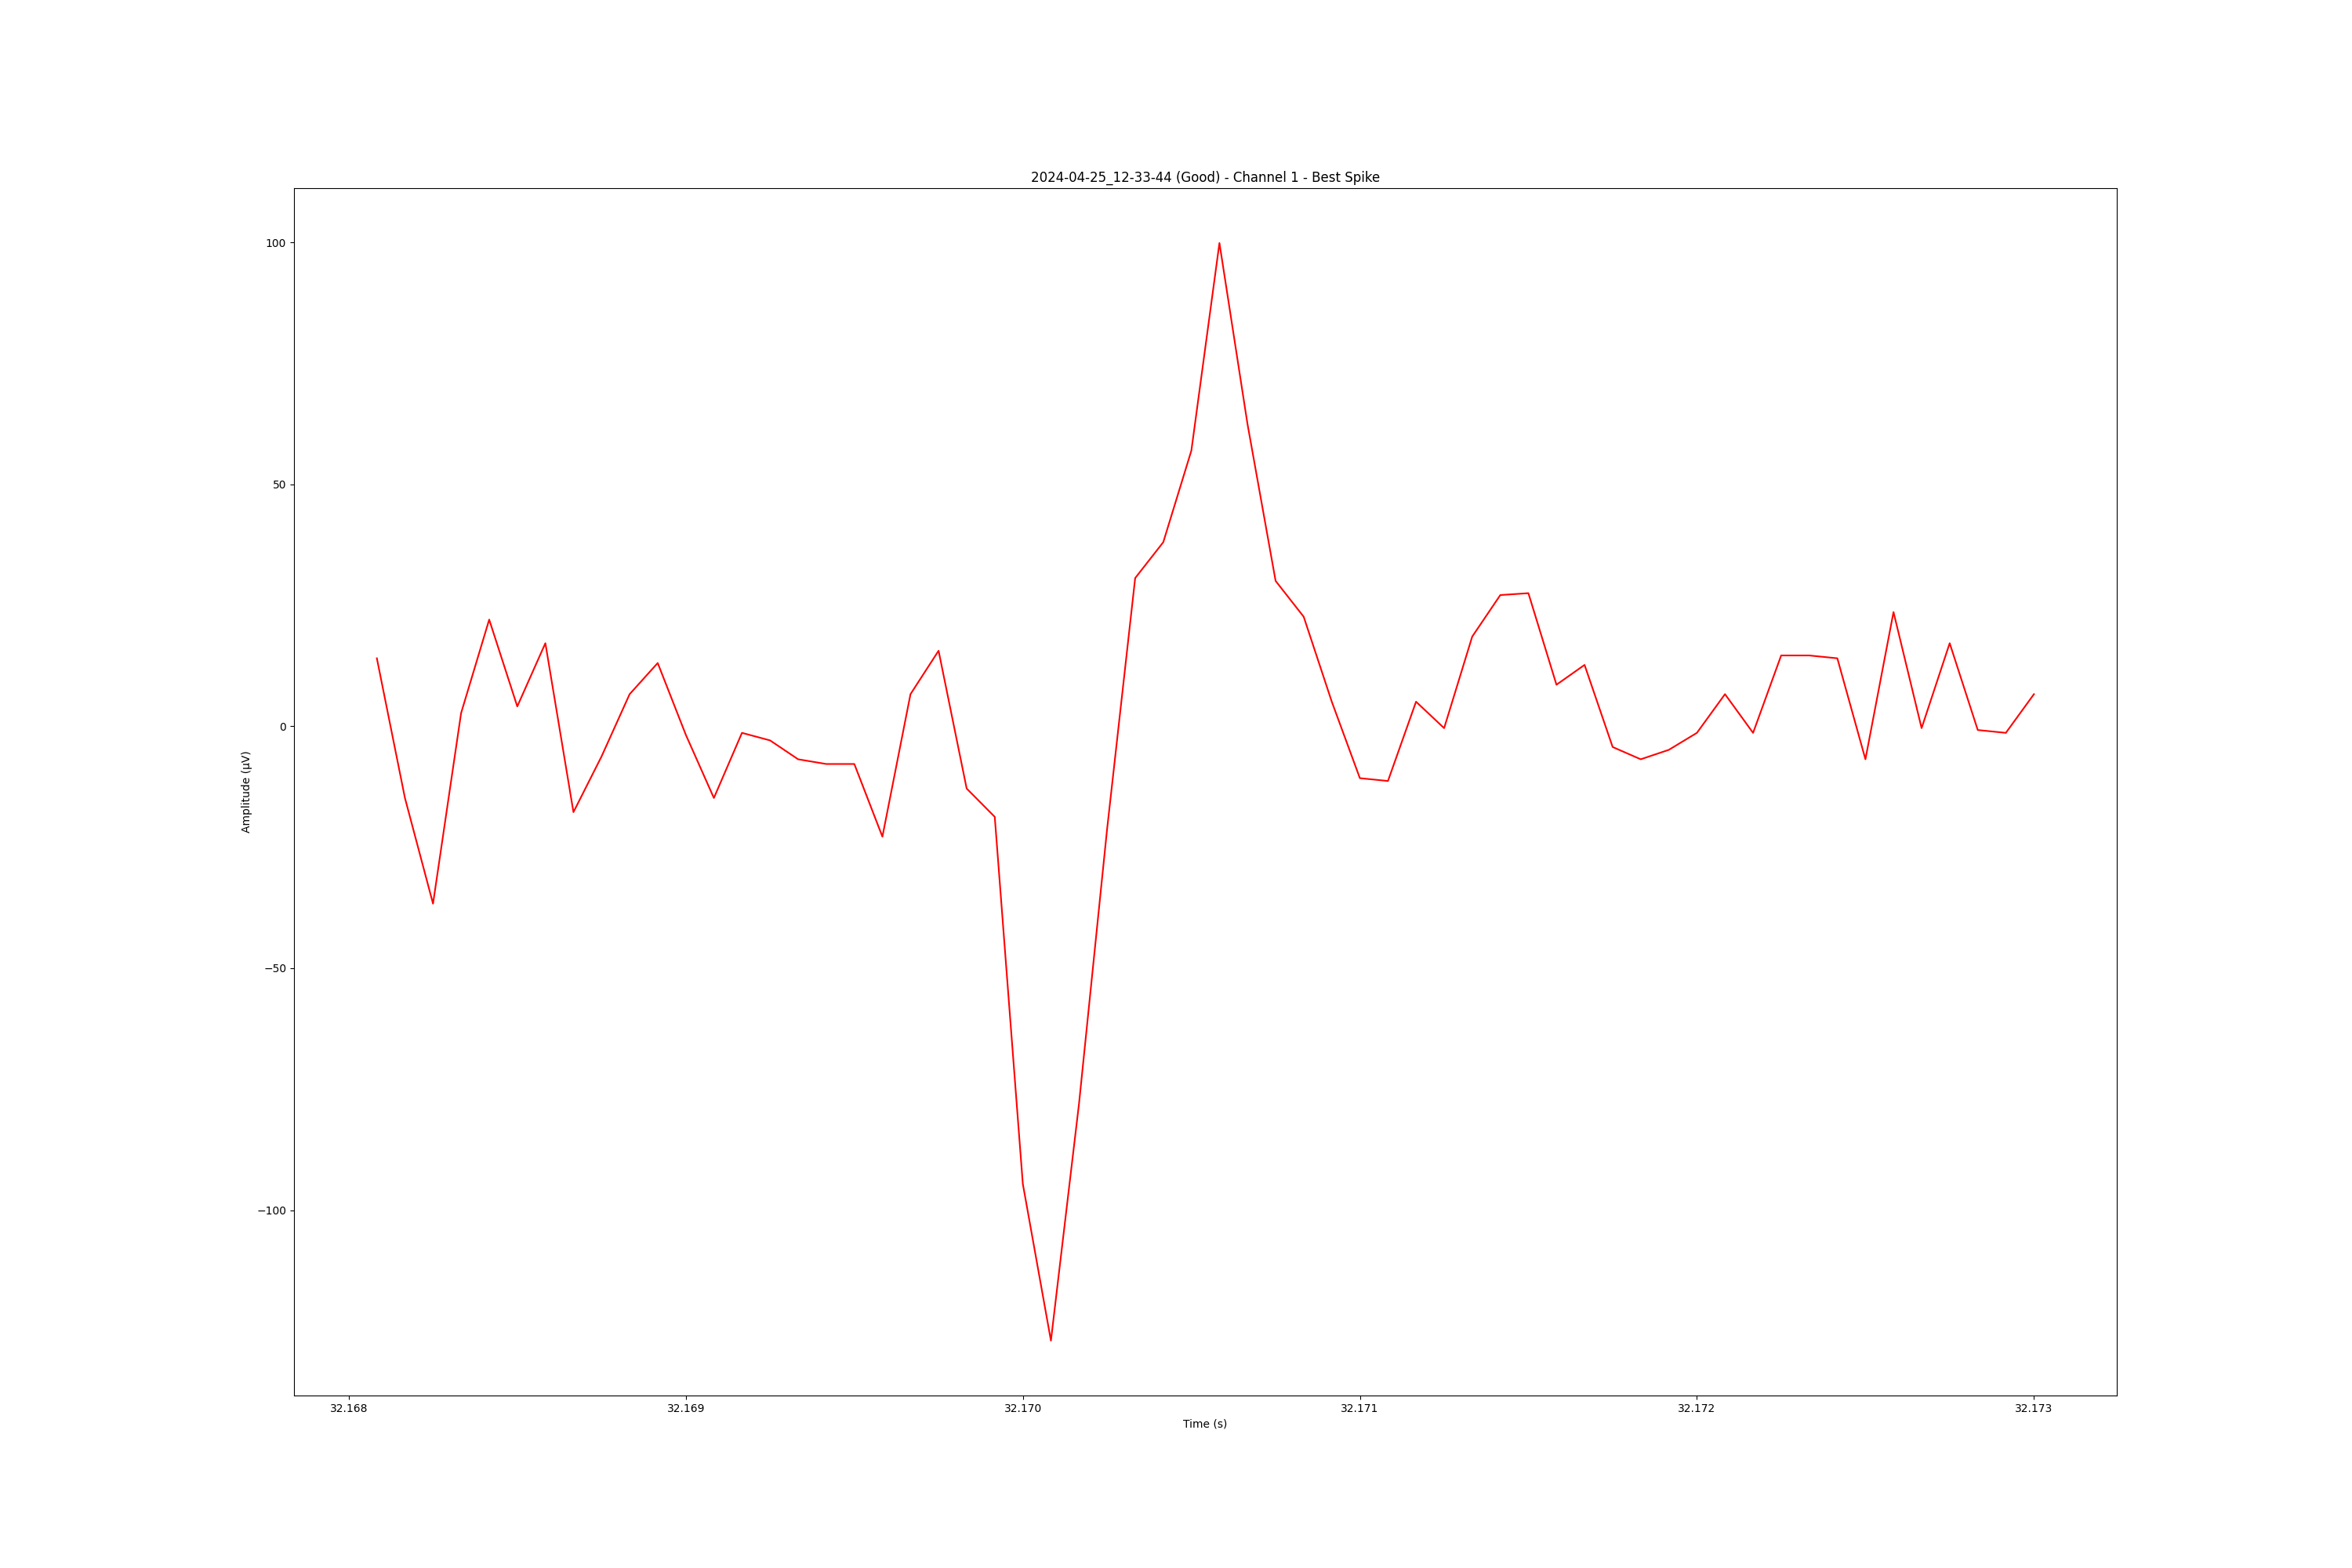 2024-04-25_12-33-44 (Good) - Channel 1 - Best Spike
100
50
0
−50
−100
Amplitude (µV)
32.168 32.169 32.170 32.171 32.172 32.173
Time (s)